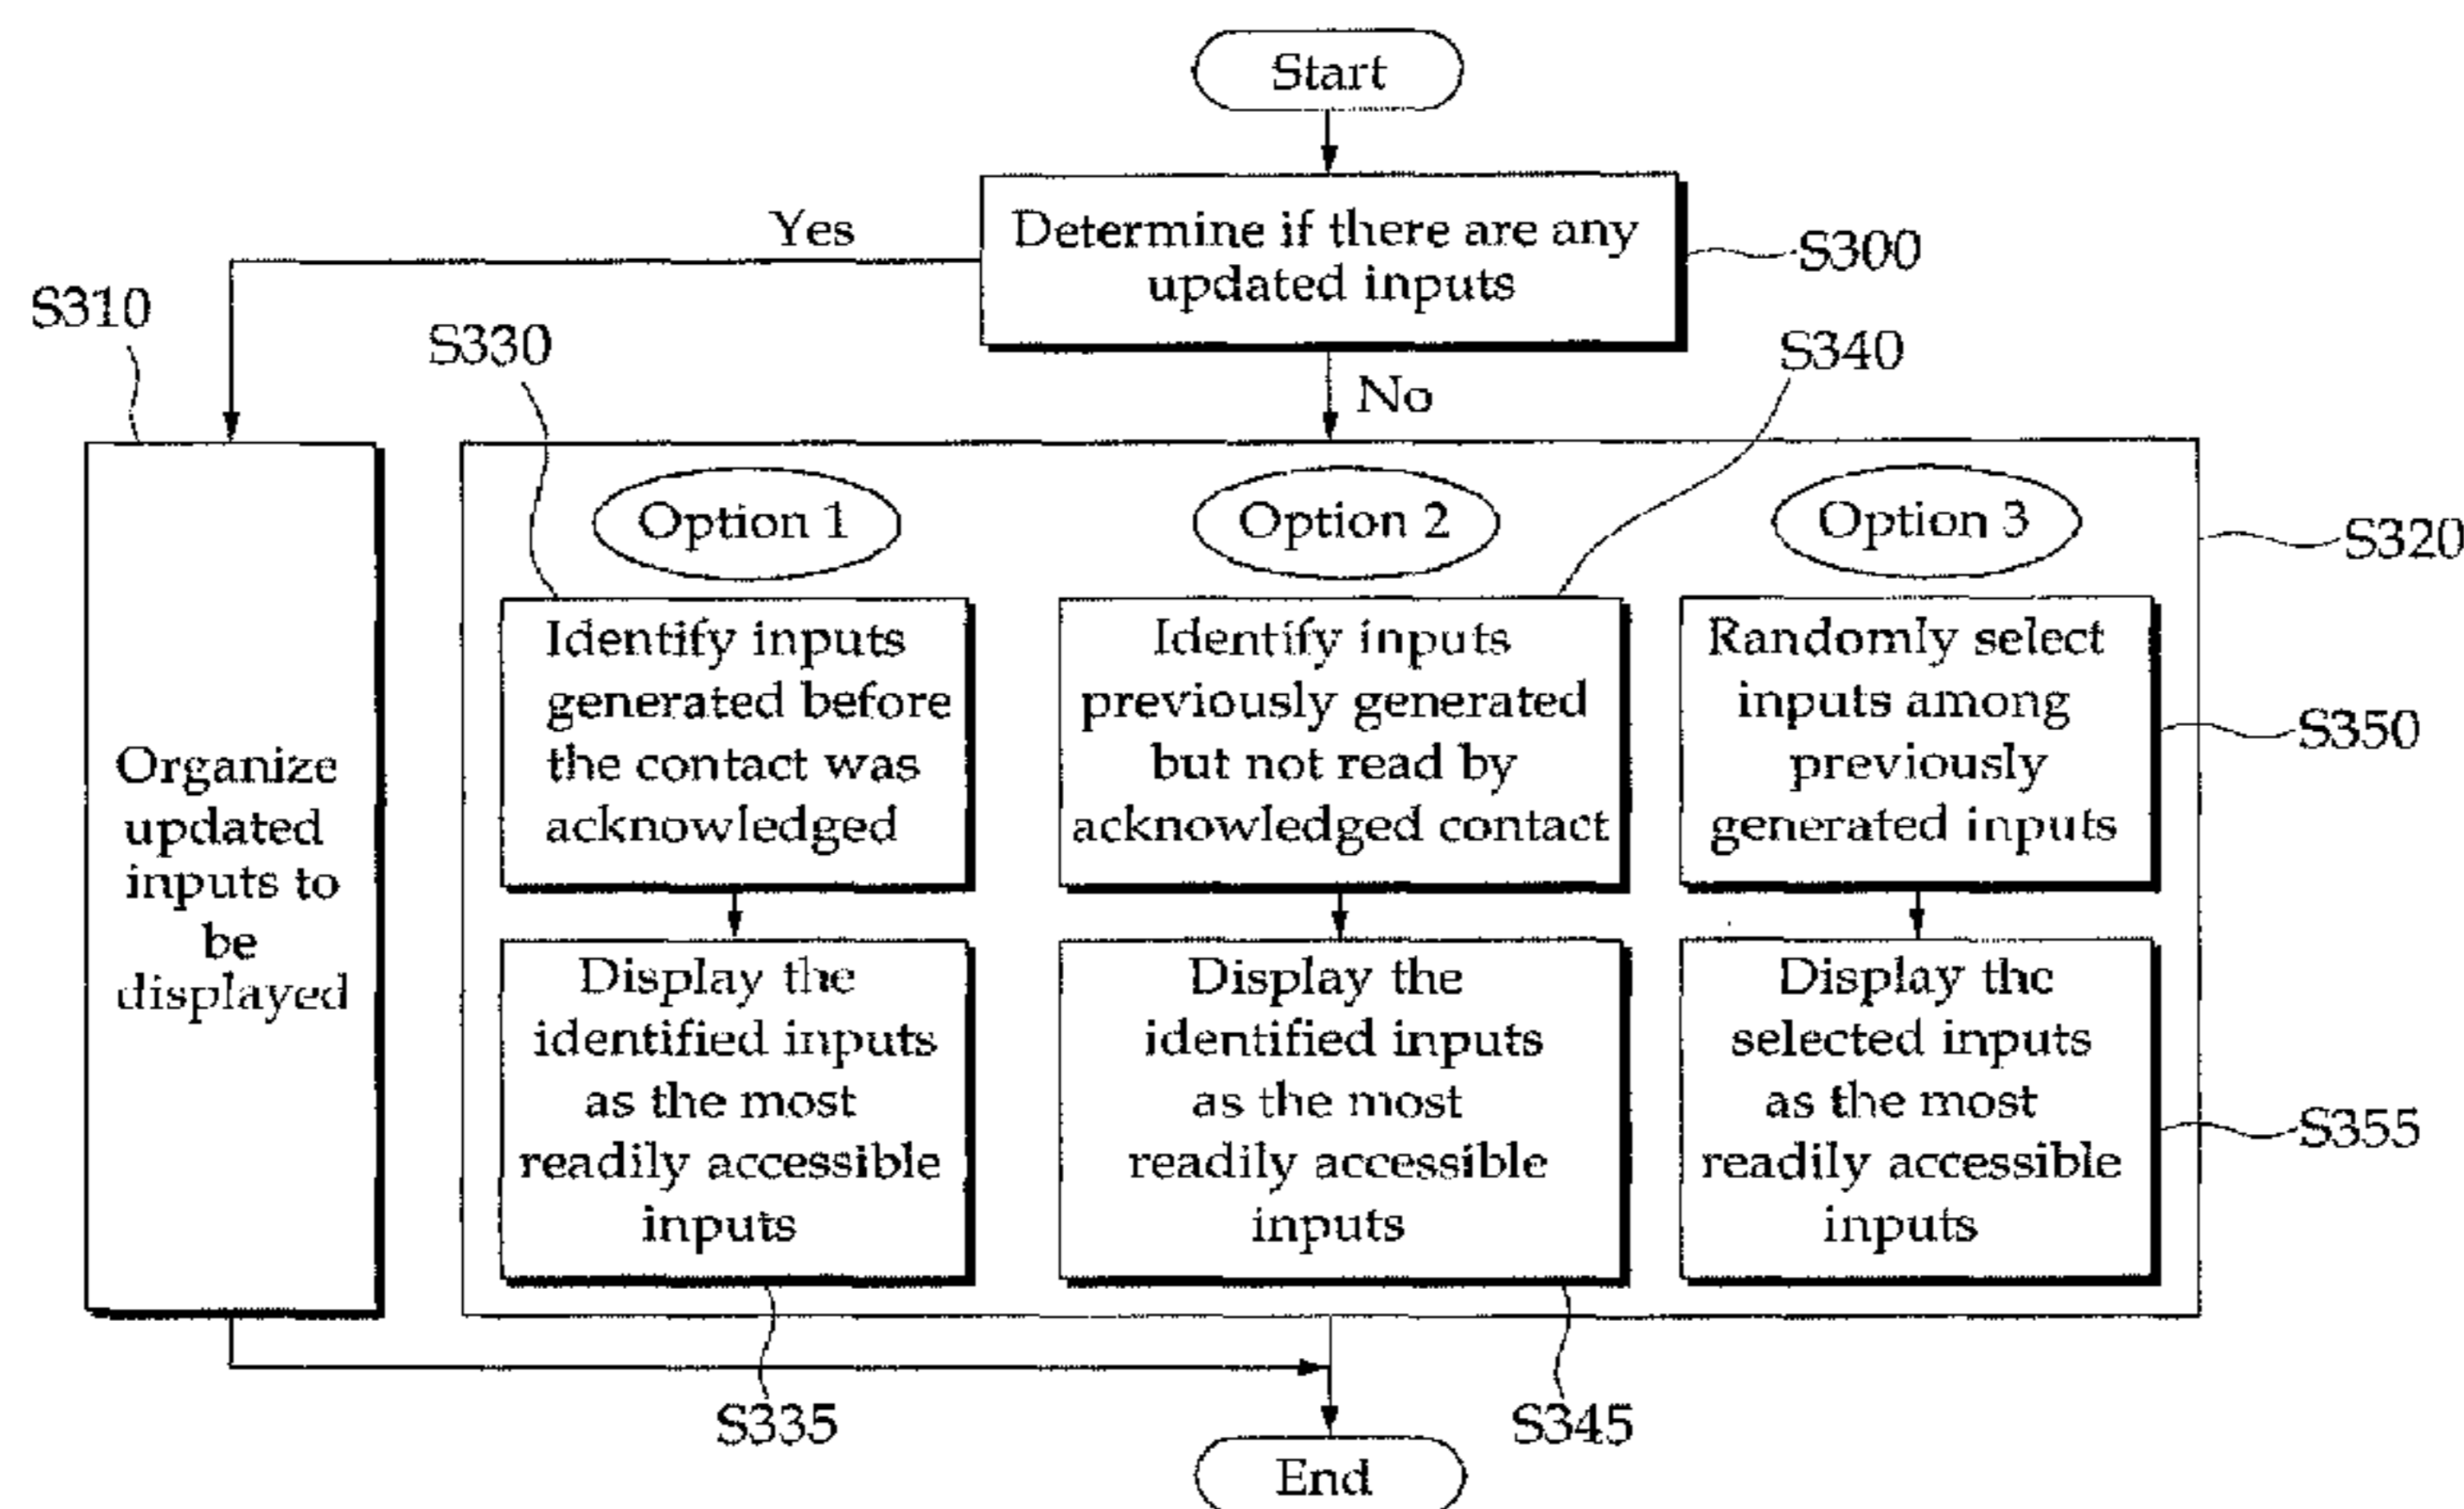 Start
Determine if there are any
updated inputs
S300
Yes
No
S310
S330
S340
Organize
updated
inputs to
be
displayed
Option 1
Option 2
Option 3
S320
Identify inputs
generated before
the contact was
acknowledged
Identify inputs
previously generated
but not read by
acknowledged contact
Randomly select
inputs among
previously
generated inputs
S350
Display the
identified inputs
as the most
readily accessible
inputs
Display the
identified inputs
as the most
readily accessible
inputs
Display the
selected inputs
as the most
readily accessible
inputs
S355
S335
S345
End